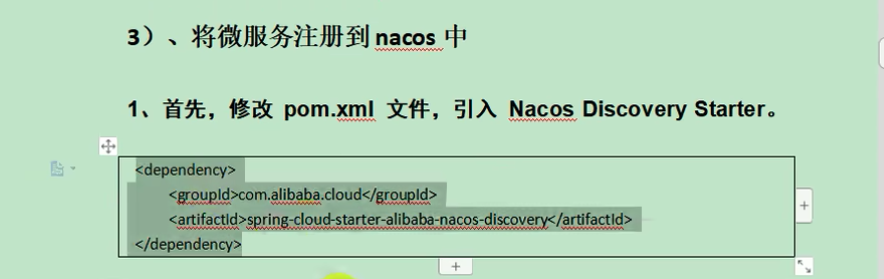 3）、将微服务注册到 nacos 中
1、首先，修改 pom.xml 文件，引入 Nacos Discovery Starter。
<dependency>
<groupId>com.alibaba.cloud</groupId>
<artifactId>spring-cloud-starter-alibaba-nacos-discovery</artifactId>
</dependency>